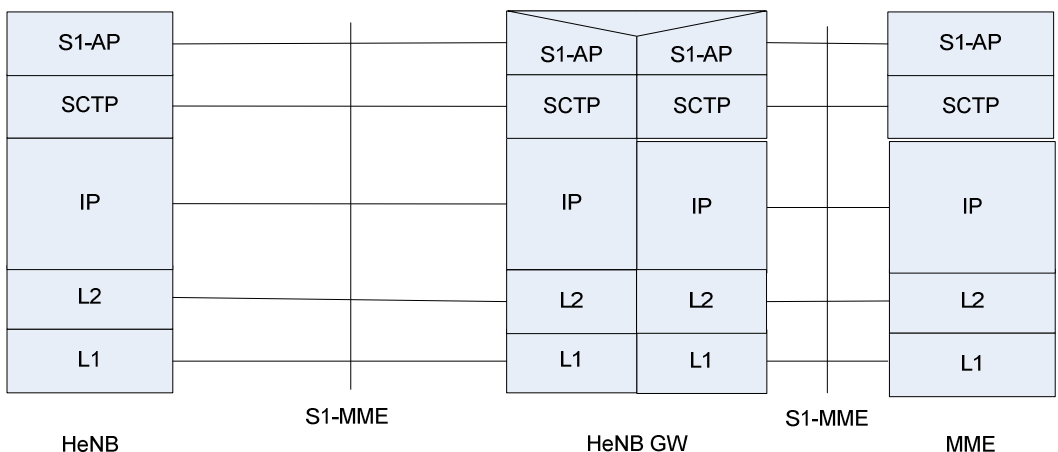 S1-AP
S1-AP
S1-AP
S1-AP
SCTP
SCTP
SCTP
SCTP
IP
IP
IP
IP
L2
L2
L2
L2
L1
L1
L1
L1
S1-MME
S1-MME
HeNB
HeNB GW
MME